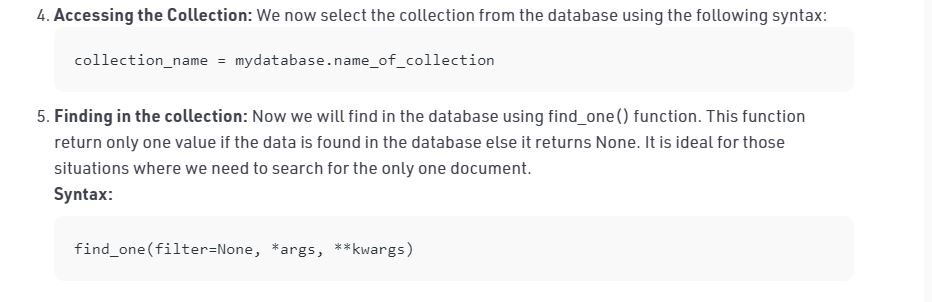 4. Accessing the Collection: We now select the collection from the database using the following syntax:
collection_name = mydatabase.name_of_collection
5. Finding in the collection: Now we will find in the database using find_one() function. This function
return only one value if the data is found in the database else it returns None. It is ideal for those
situations where we need to search for the only one document.
Syntax:
find_one(filter=None, *args, **kwargs)